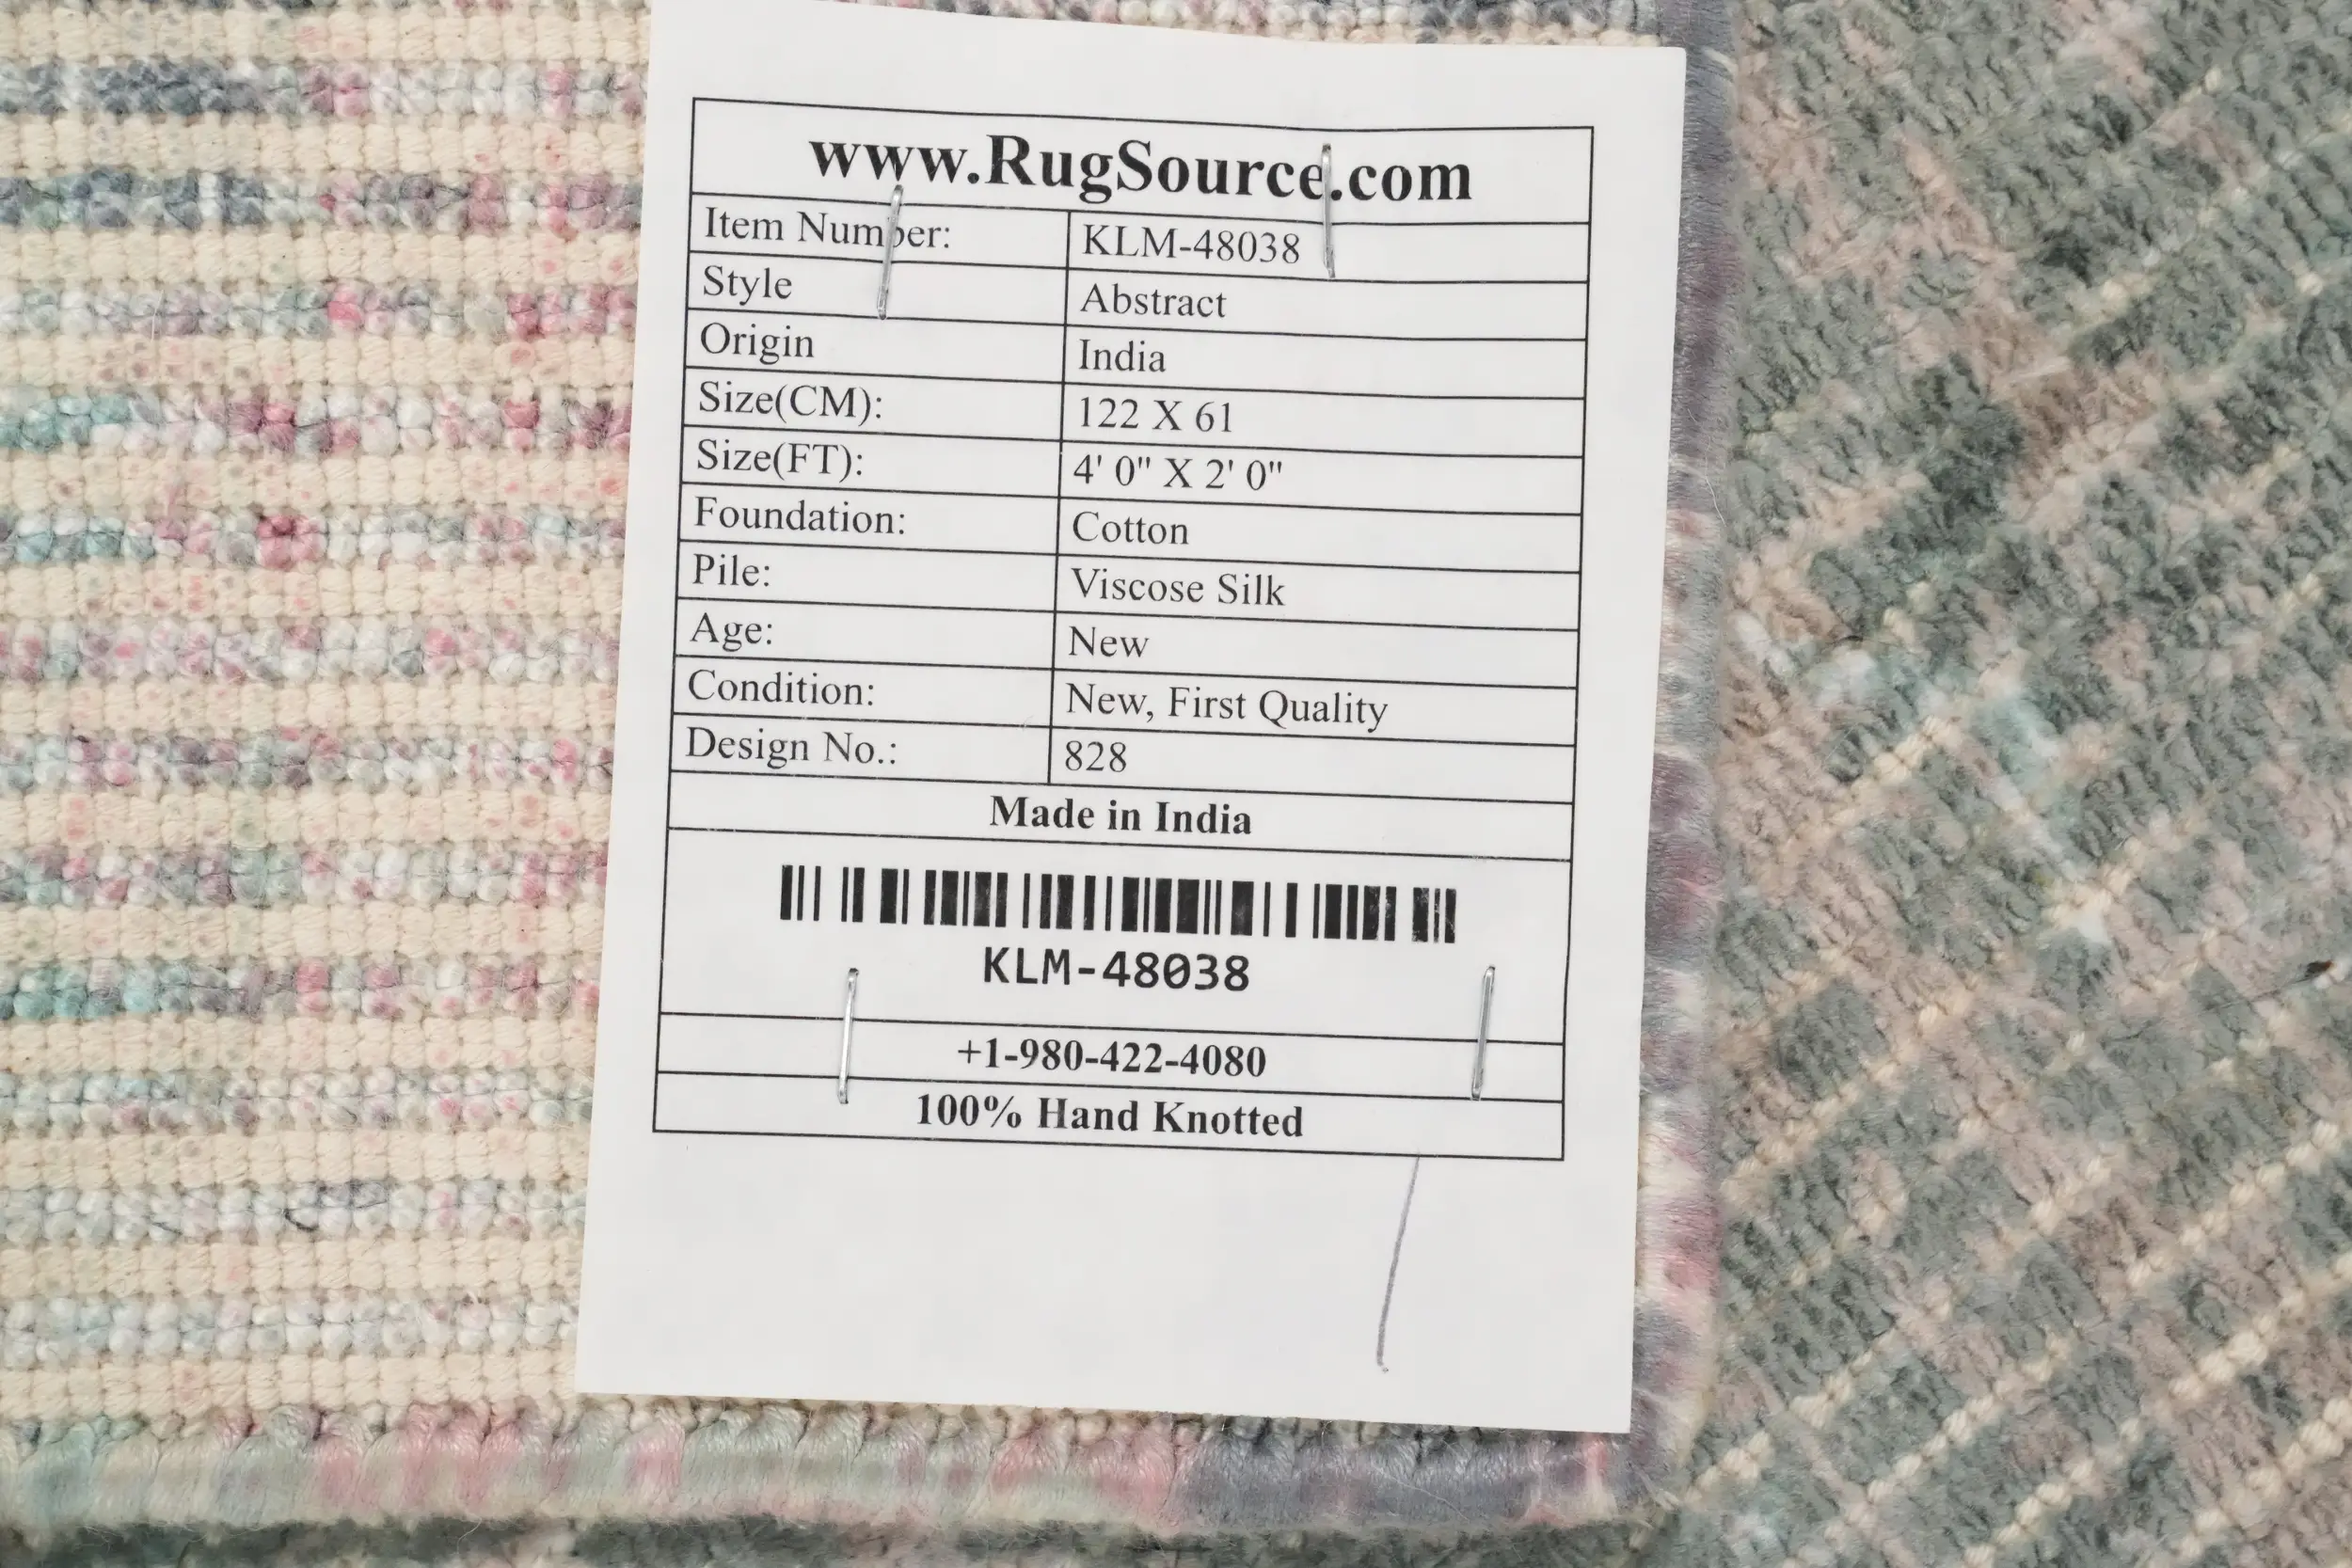 www.RugSource.com
Item Number: KLM-48038
Style Abstract
Origin India
Size(CM): 122 X 61
Size(FT): 4' 0" X 2' 0"
Foundation: Cotton
Pile: Viscose Silk
Age: New
Condition: New, First Quality
Design No.: 828
Made in India
KLM-48038
+1-980-422-4080
100% Hand Knotted